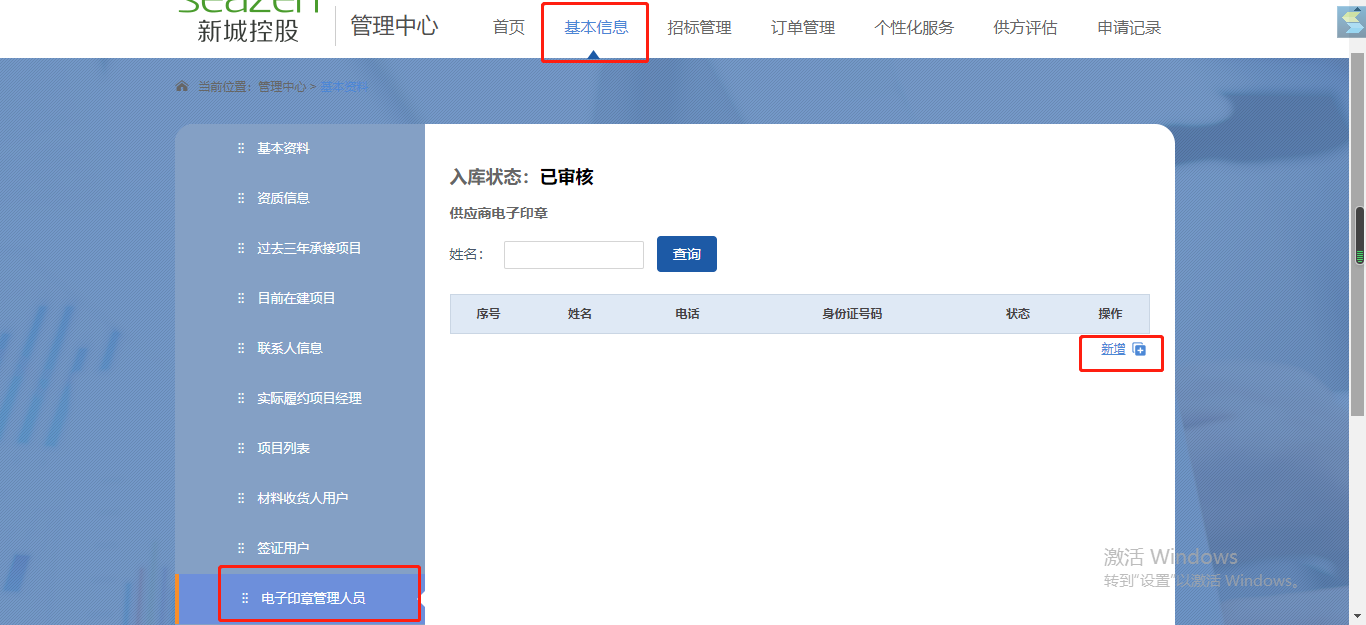 seazen
新城控股
管理中心
首页 基本信息 招标管理 订单管理 个性化服务 供方评估 申请记录
当前位置：管理中心 > 基本资料
基本资料
资质信息
过去三年承接项目
目前在建项目
联系人信息
实际履约项目经理
项目列表
材料收货人用户
签证用户
电子印章管理人员
入库状态：已审核
供应商电子印章
姓名： 查询
序号 姓名 电话 身份证号码 状态 操作
新增
激活 Windows
转到"设置"以激活 Windows。